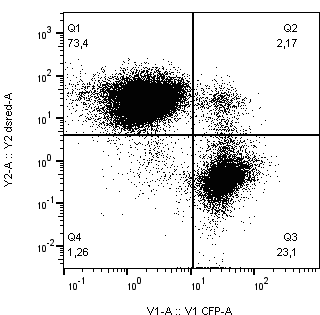 Q1
73,4
Q2
2,17
10³
10²
10¹
10⁰
10⁻¹
10⁻²
Y2-A :: Y2 dsred-A
Q4
1,26
Q3
23,1
10⁻¹
10⁰
10¹
10²
V1-A :: V1 CFP-A